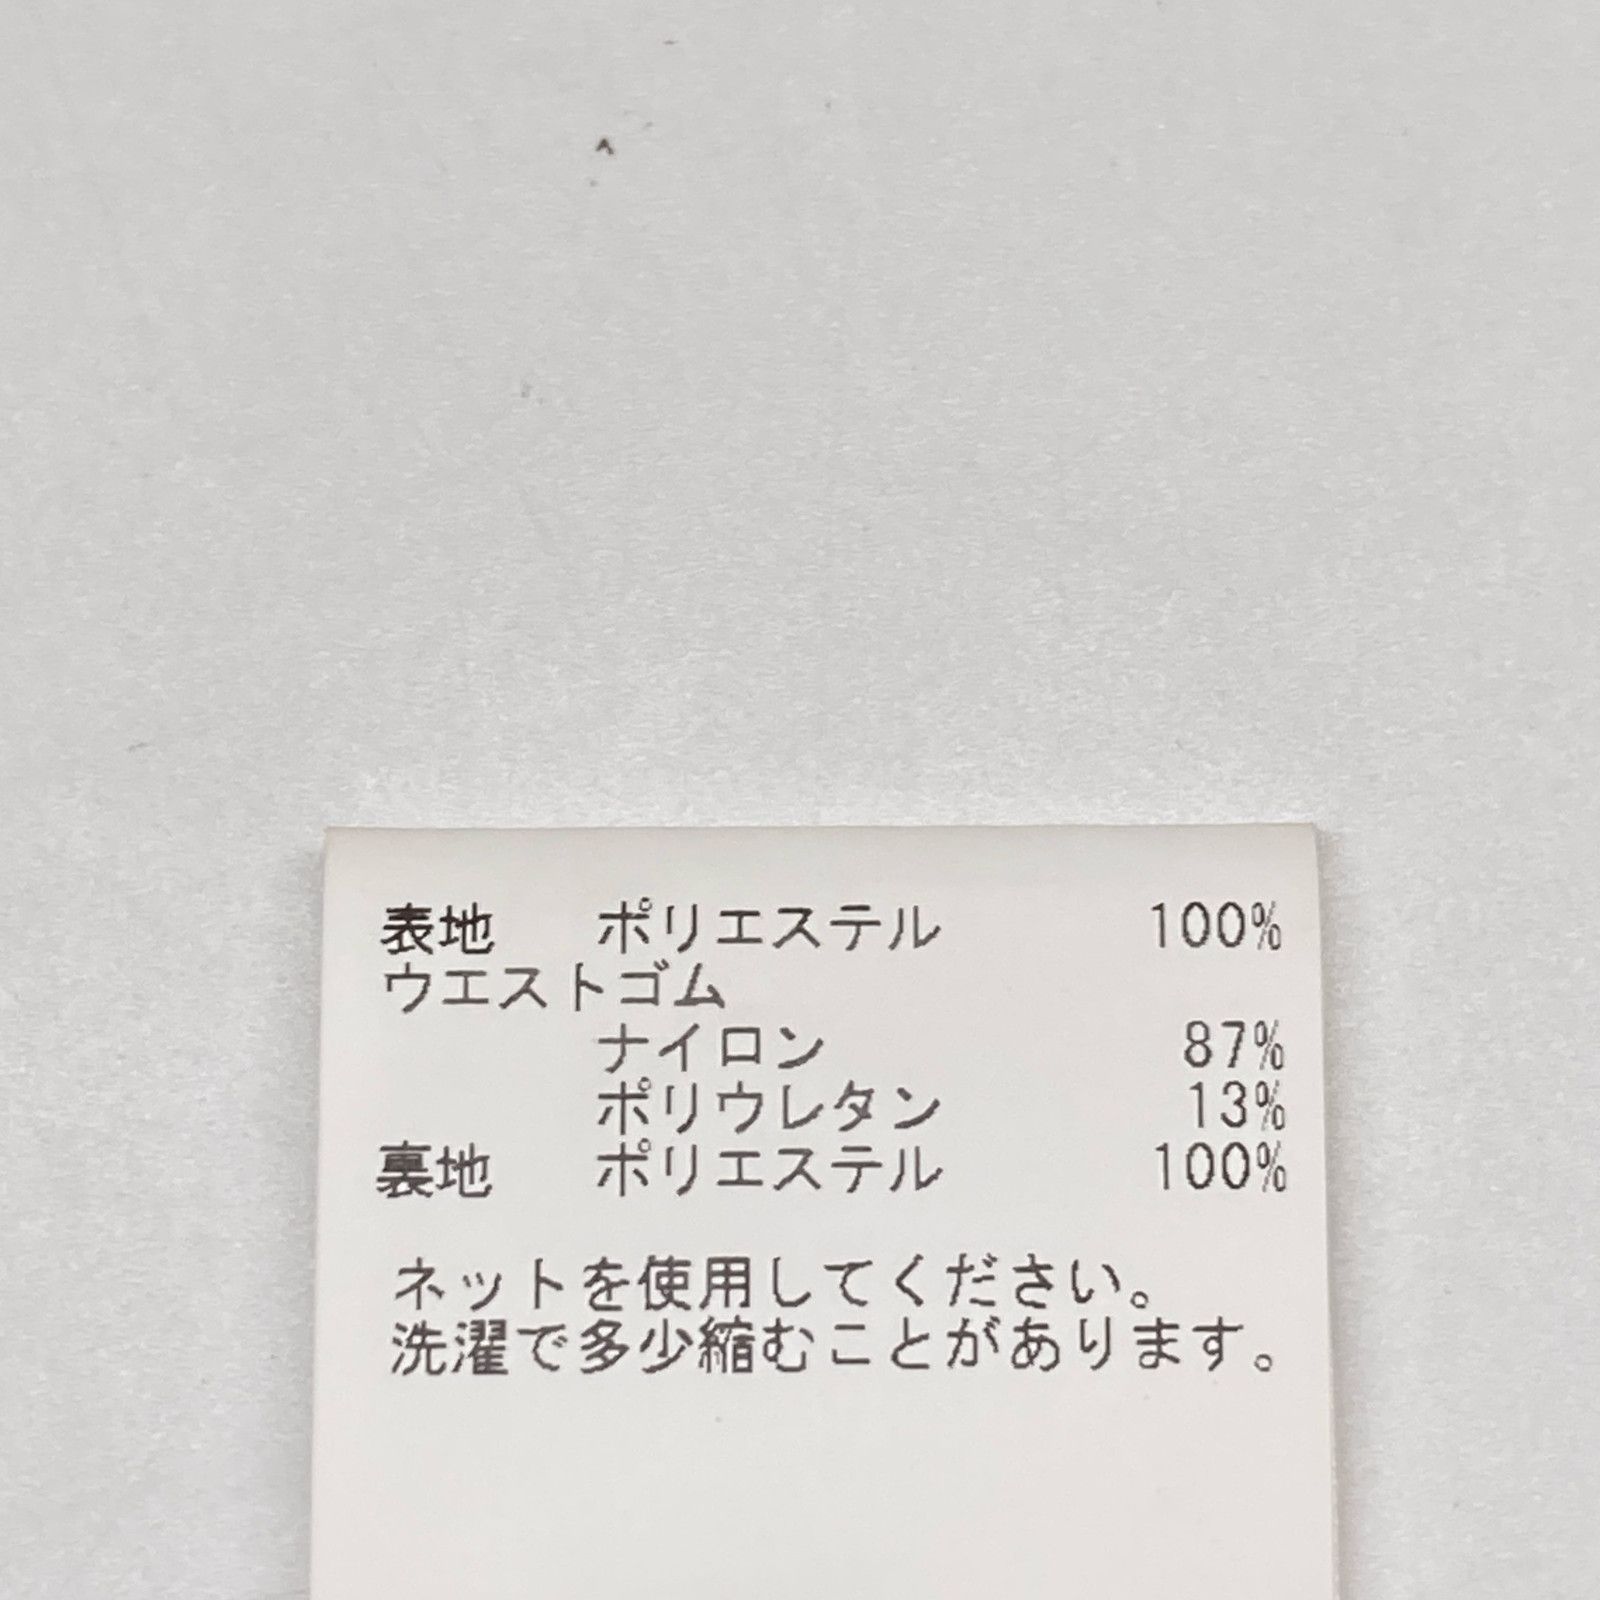 表地 ポリエステル 100%
ウエストゴム
ナイロン 87%
ポリウレタン 13%
裏地 ポリエステル 100%
ネットを使用してください。
洗濯で多少縮むことがあります。